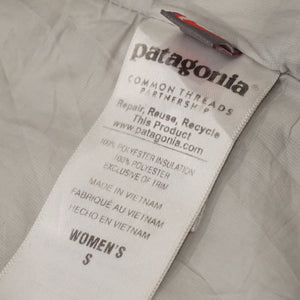 patagonia®
COMMON THREADS
PARTNERSHIP
Repair, Reuse, Recycle
This Product
www.patagonia.com
100% POLYESTER INSULATION
100% POLYESTER
EXCLUSIVE OF TRIM
MADE IN VIETNAM
FABRIQUÉ AU VIETNAM
HECHO EN VIETNAM
WOMEN'S
S